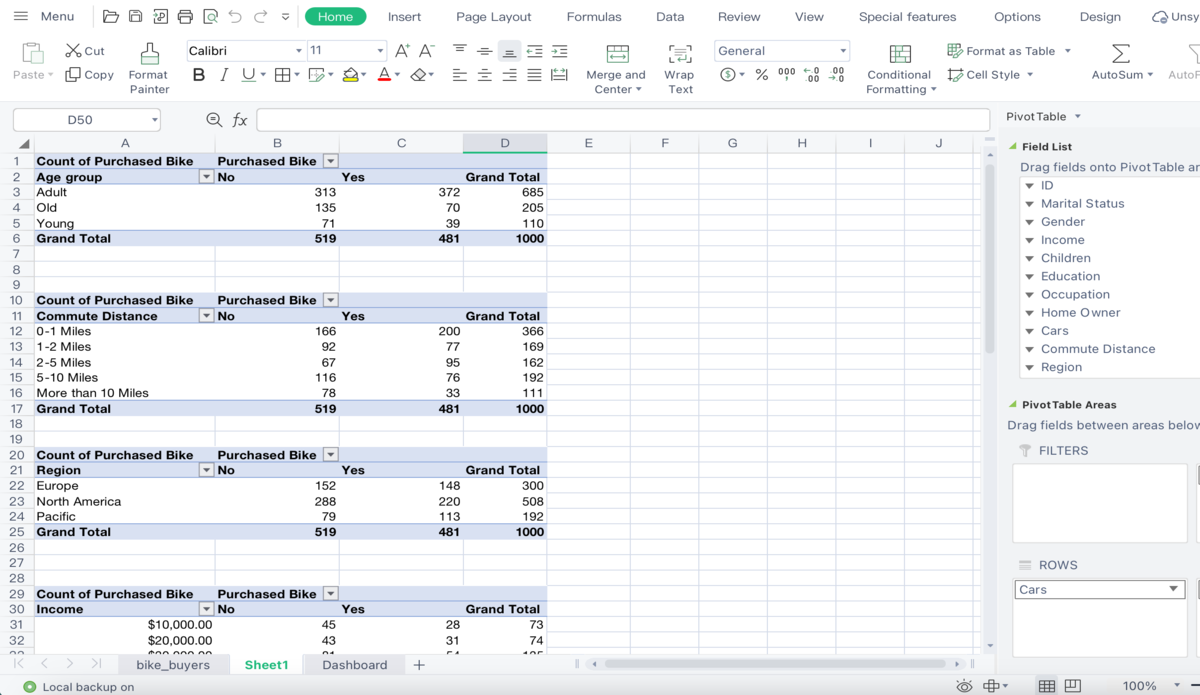 Menu Home Insert Page Layout Formulas Data Review View Special features Options Design Unsy
Paste Cut Copy Format Painter Calibri 11 A+ A- General Merge and Center Wrap Text Conditional Formatting Format as Table Cell Style AutoSum AutoF
B I U A $ % 000 .00 .00
D50 fx PivotTable
A B C D E F G H I J
1 Count of Purchased Bike Purchased Bike
2 Age group No Yes Grand Total
3 Adult 313 372 685
4 Old 135 70 205
5 Young 71 39 110
6 Grand Total 519 481 1000
7
8
9
10 Count of Purchased Bike Purchased Bike
11 Commute Distance No Yes Grand Total
12 0-1 Miles 166 200 366
13 1-2 Miles 92 77 169
14 2-5 Miles 67 95 162
15 5-10 Miles 116 76 192
16 More than 10 Miles 78 33 111
17 Grand Total 519 481 1000
18
19
20 Count of Purchased Bike Purchased Bike
21 Region No Yes Grand Total
22 Europe 152 148 300
23 North America 288 220 508
24 Pacific 79 113 192
25 Grand Total 519 481 1000
26
27
28
29 Count of Purchased Bike Purchased Bike
30 Income No Yes Grand Total
31 $10,000.00 45 28 73
32 $20,000.00 43 31 74
Field List
Drag fields onto PivotTable ar
ID
Marital Status
Gender
Income
Children
Education
Occupation
Home Owner
Cars
Commute Distance
Region
PivotTable Areas
Drag fields between areas below
FILTERS
ROWS
Cars
bike_buyers Sheet1 Dashboard +
Local backup on 100%